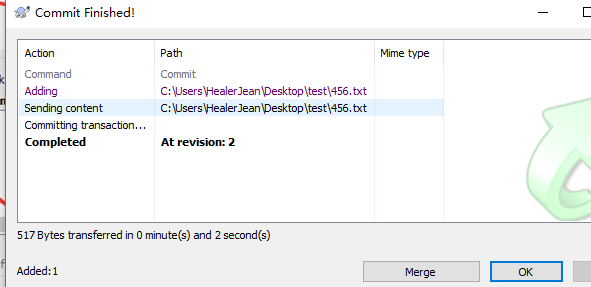 Commit Finished!
Action Path Mime type
Command Commit
Adding C:\Users\HealerJean\Desktop\test\456.txt
Sending content C:\Users\HealerJean\Desktop\test\456.txt
Committing transaction...
Completed At revision: 2
517 Bytes transferred in 0 minute(s) and 2 second(s)
Added:1 Merge OK